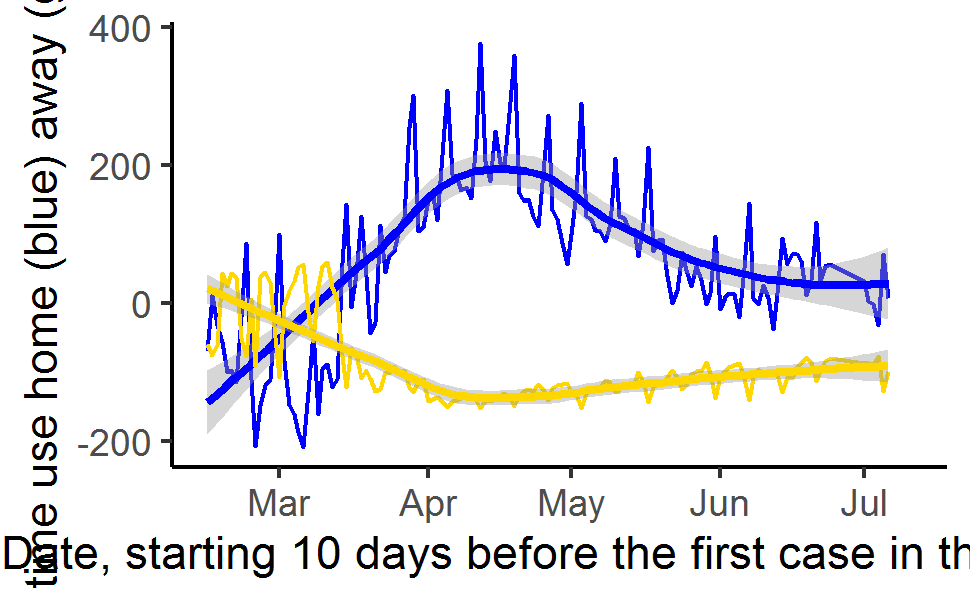 time use home (blue) away (
400
200
0
-200
Mar Apr May Jun Jul
Date, starting 10 days before the first case in th